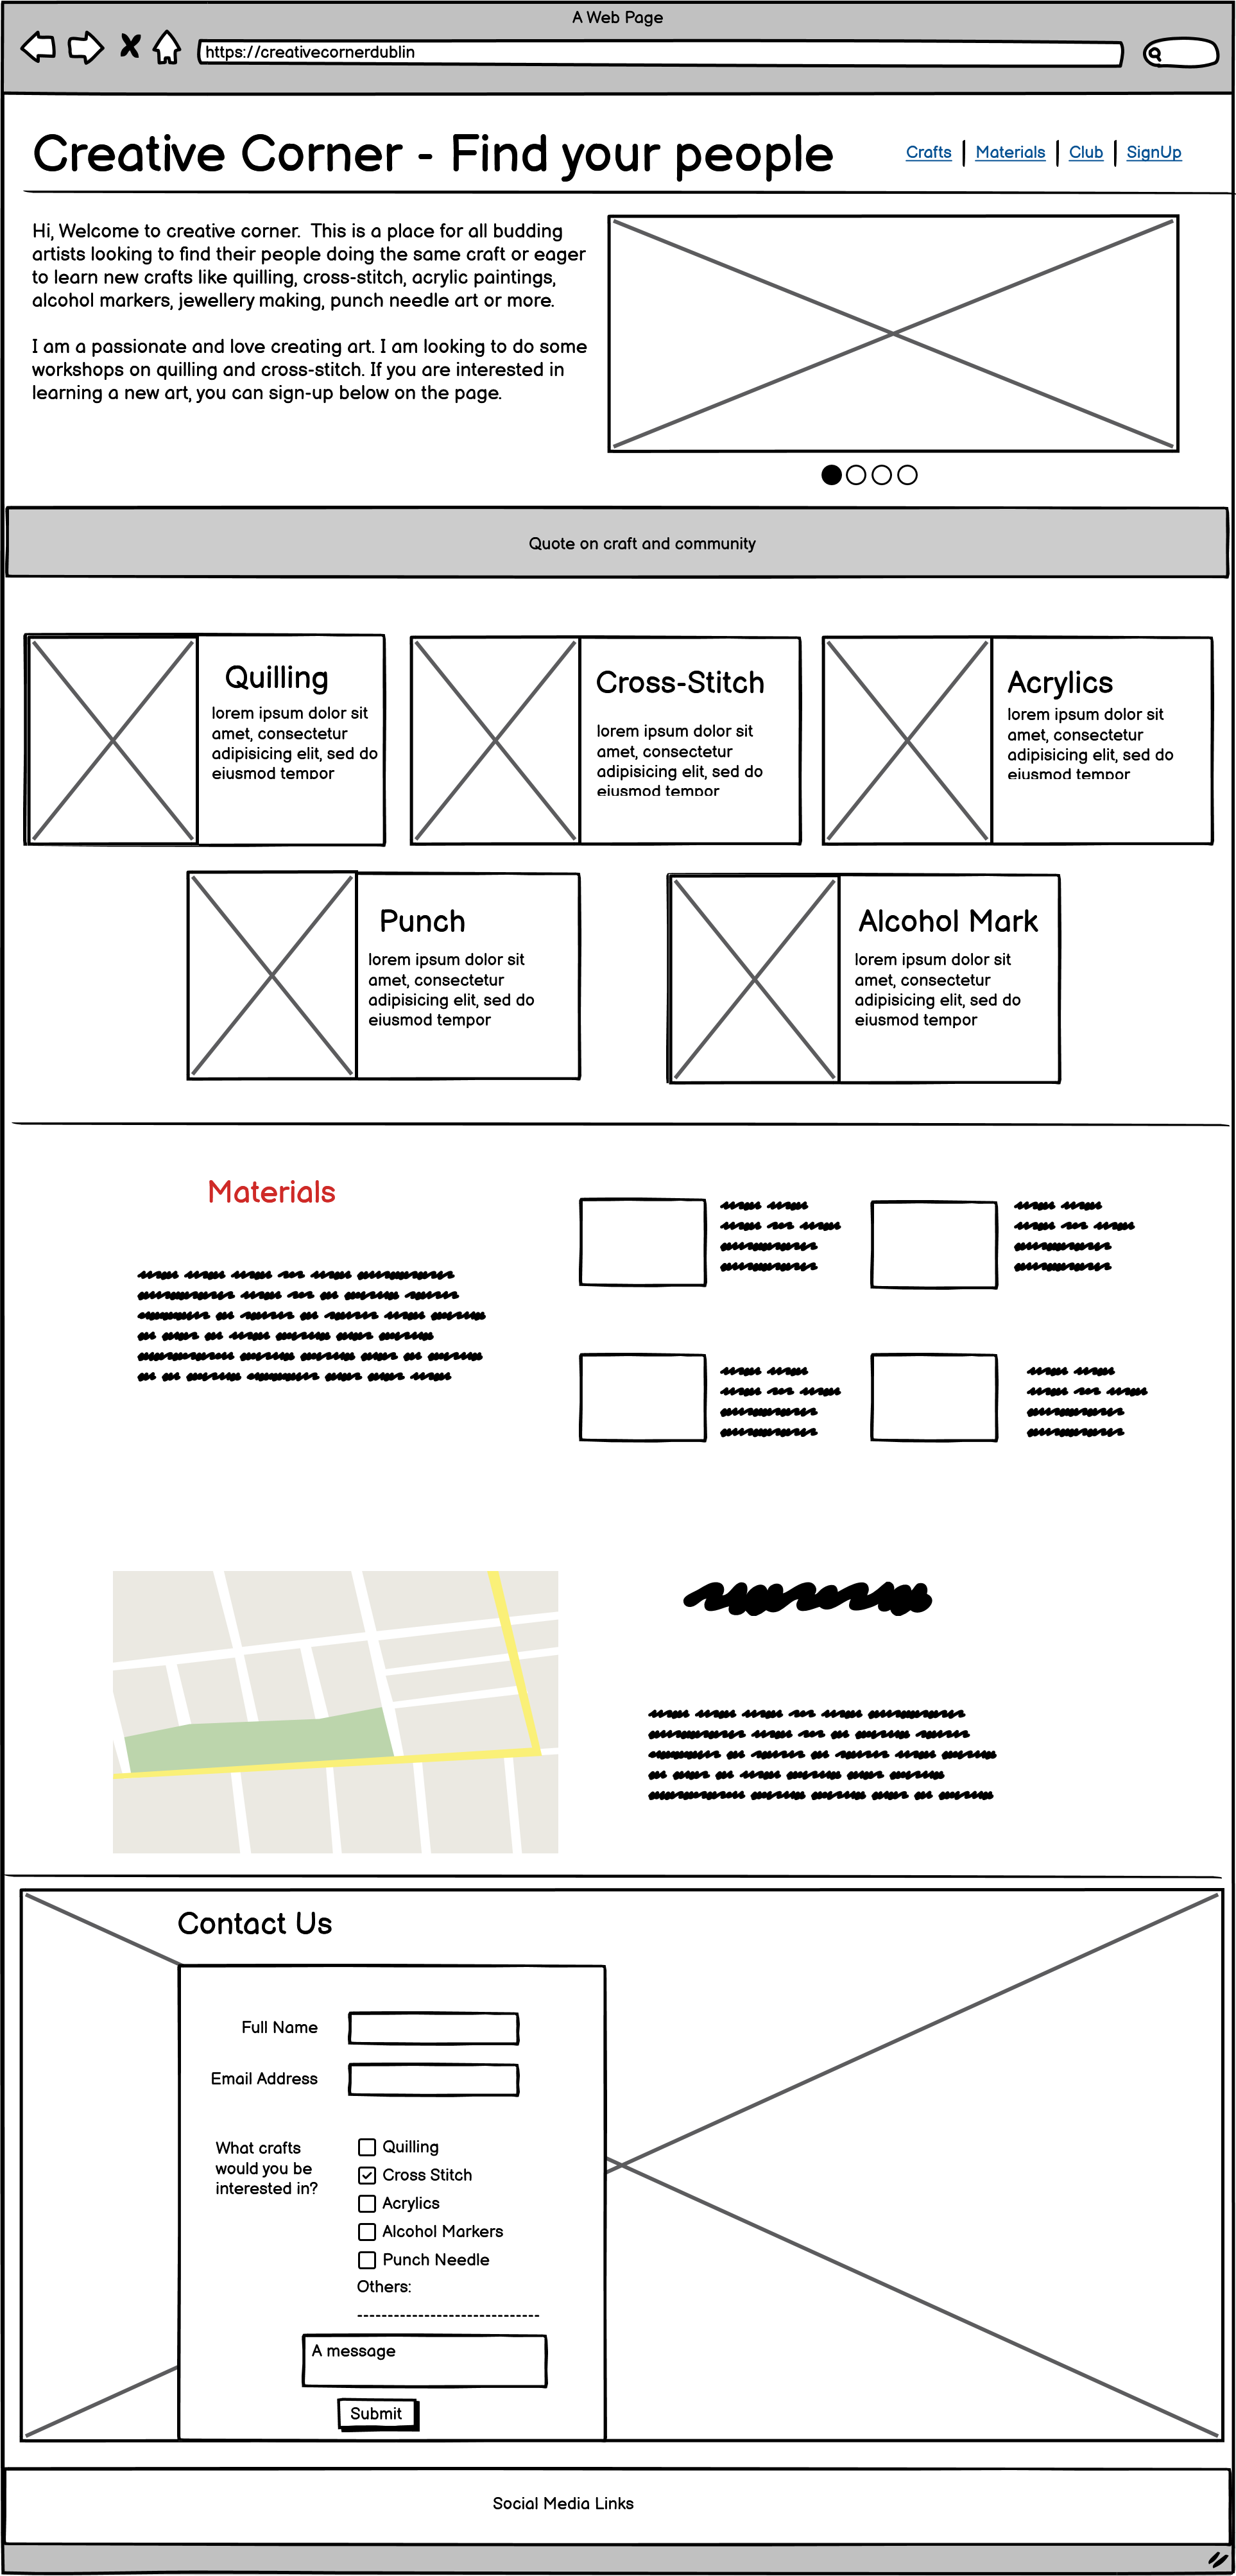 A Web Page
https://creativecornerdublin
Creative Corner - Find your people
Crafts | Materials | Club | SignUp
Hi, Welcome to creative corner. This is a place for all budding
artists looking to find their people doing the same craft or eager
to learn new crafts like quilling, cross-stitch, acrylic paintings,
alcohol markers, jewellery making, punch needle art or more.
I am a passionate and love creating art. I am looking to do some
workshops on quilling and cross-stitch. If you are interested in
learning a new art, you can sign-up below on the page.
Quote on craft and community
Quilling
lorem ipsum dolor sit
amet, consectetur
adipisicing elit, sed do
eiusmod tempor
Cross-Stitch
lorem ipsum dolor sit
amet, consectetur
adipisicing elit, sed do
eiusmod tempor
Acrylics
lorem ipsum dolor sit
amet, consectetur
adipisicing elit, sed do
eiusmod tempor
Punch
lorem ipsum dolor sit
amet, consectetur
adipisicing elit, sed do
eiusmod tempor
Alcohol Mark
lorem ipsum dolor sit
amet, consectetur
adipisicing elit, sed do
eiusmod tempor
Materials
Contact Us
Full Name
Email Address
What crafts
would you be
interested in?
Quilling
Cross Stitch
Acrylics
Alcohol Markers
Punch Needle
Others:
A message
Submit
Social Media Links